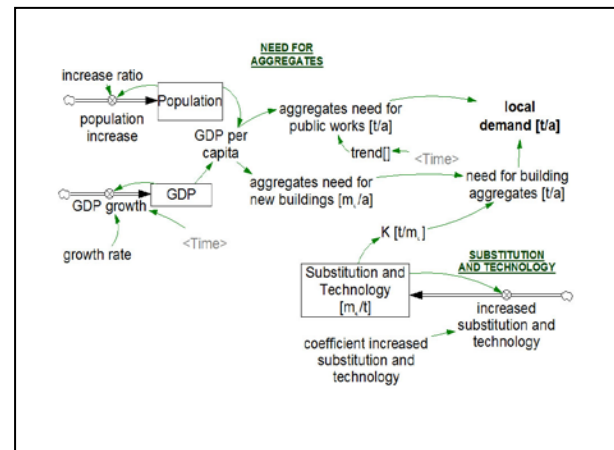 NEED FOR
AGGREGATES
increase ratio
Population
population
increase
aggregates need for
public works [t/a]
local
demand [t/a]
GDP per
capita
trend[]
<Time>
aggregates need for
new buildings [m,/a]
need for building
aggregates [t/a]
GDP
GDP growth
<Time>
growth rate
K [t/m,]
SUBSTITUTION
AND TECHNOLOGY
Substitution and
Technology
[m,/t]
increased
substitution and
technology
coefficient increased
substitution and
technology